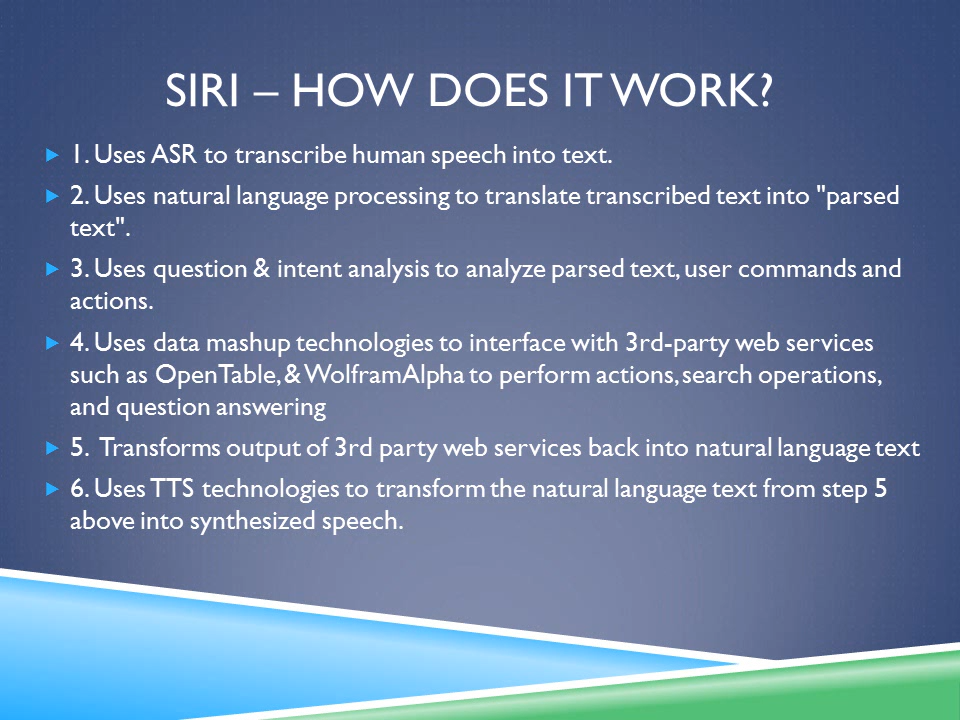 SIRI – HOW DOES IT WORK?
1. Uses ASR to transcribe human speech into text.
2. Uses natural language processing to translate transcribed text into "parsed
text".
3. Uses question & intent analysis to analyze parsed text, user commands and
actions.
4. Uses data mashup technologies to interface with 3rd-party web services
such as OpenTable, & WolframAlpha to perform actions, search operations,
and question answering
5. Transforms output of 3rd party web services back into natural language text
6. Uses TTS technologies to transform the natural language text from step 5
above into synthesized speech.